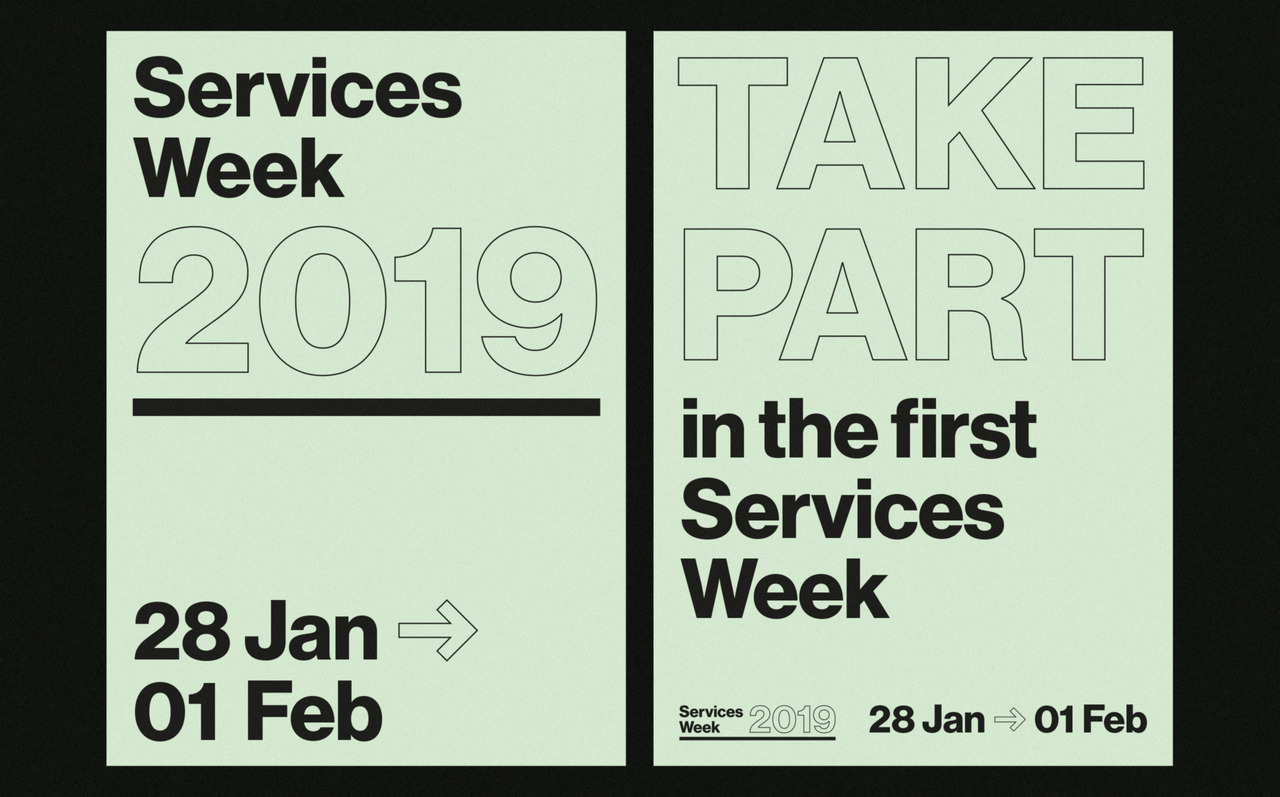 Services
Week
2019
28 Jan →
01 Feb
TAKE
PART
in the first
Services
Week
Services
Week 2019
28 Jan → 01 Feb